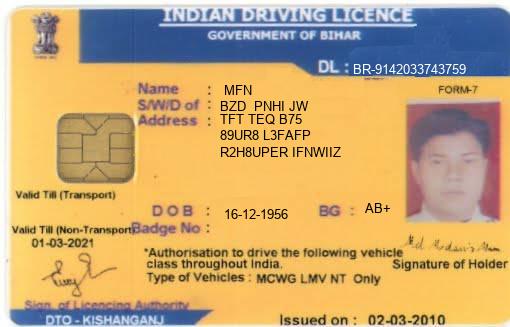 INDIAN DRIVING LICENCE
GOVERNMENT OF BIHAR
DL : BR-9142033743759
Name : MFN
FORM-7
S/W/D of : BZD PNHI JW
Address : TFT TEQ B75
89UR8 L3FAFP
R2H8UPER IFNWIIZ
Valid Till (Transport)
DOB : 16-12-1956 BG : AB+
Valid Till (Non-Transport)
Badge No :
01-03-2021
*Authorisation to drive the following vehicle
class throughout India.
Signature of Holder
Type of Vehicles : MCWG LMV NT Only
Sign. of Licencing Authority
DTO - KISHANGANJ
Issued on : 02-03-2010